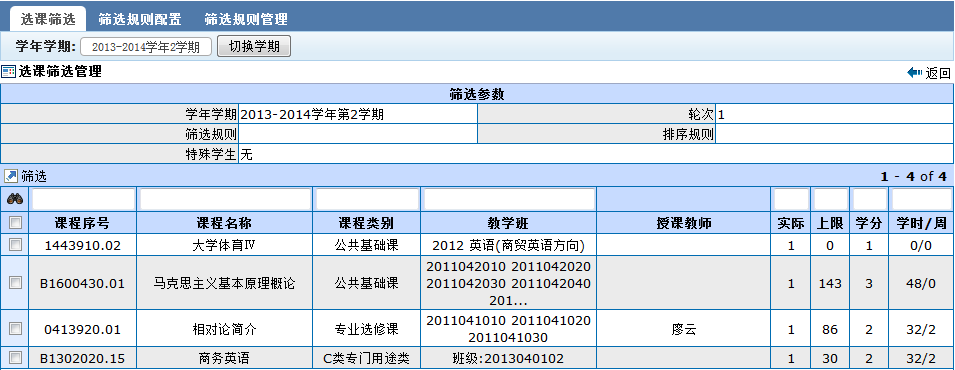 选课筛选 筛选规则配置 筛选规则管理
学年学期: 2013-2014学年2学期 切换学期
选课筛选管理 返回
筛选参数
学年学期 2013-2014学年第2学期 轮次 1
筛选规则 排序规则
特殊学生 无
筛选 1 - 4 of 4
课程序号 课程名称 课程类别 教学班 授课教师 实际 上限 学分 学时/周
1443910.02 大学体育Ⅳ 公共基础课 2012 英语(商贸英语方向) 1 0 1 0/0
B1600430.01 马克思主义基本原理概论 公共基础课 2011042010 2011042020 1 143 3 48/0
2011042030 2011042040
201...
0413920.01 相对论简介 专业选修课 2011041010 2011041020 廖云 1 86 2 32/2
2011041030
B1302020.15 商务英语 C类专门用途类 班级:2013040102 1 30 2 32/2